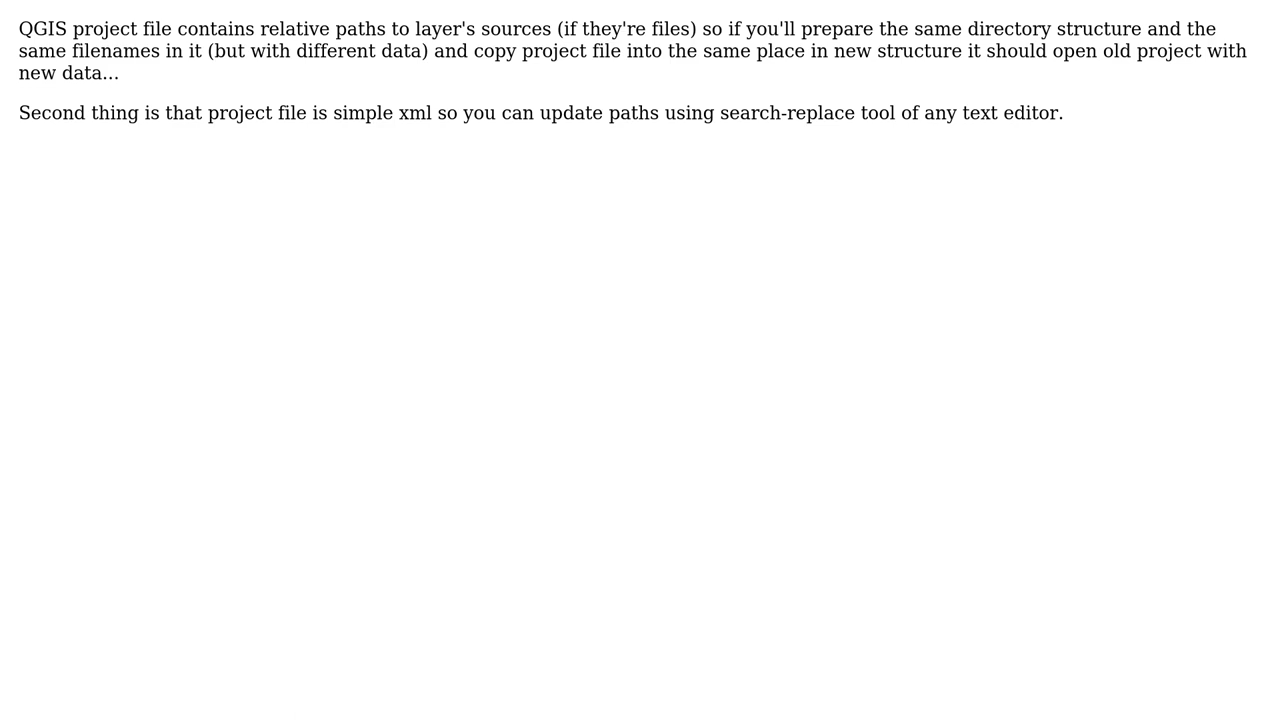 QGIS project file contains relative paths to layer's sources (if they're files) so if you'll prepare the same directory structure and the
same filenames in it (but with different data) and copy project file into the same place in new structure it should open old project with
new data...
Second thing is that project file is simple xml so you can update paths using search-replace tool of any text editor.